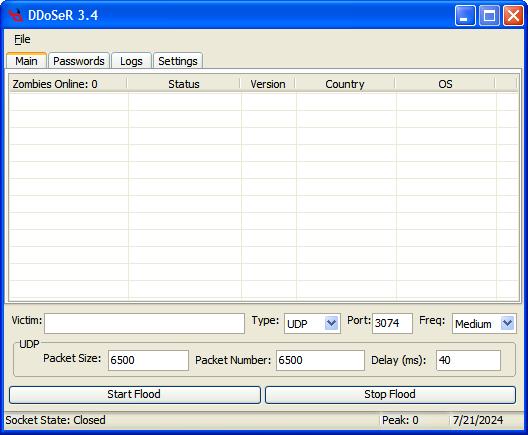 DDoSeR 3.4
File
Main Passwords Logs Settings
Zombies Online: 0 Status Version Country OS
Victim: Type: UDP Port: 3074 Freq: Medium
UDP
Packet Size: 6500 Packet Number: 6500 Delay (ms): 40
Start Flood Stop Flood
Socket State: Closed Peak: 0 7/21/2024